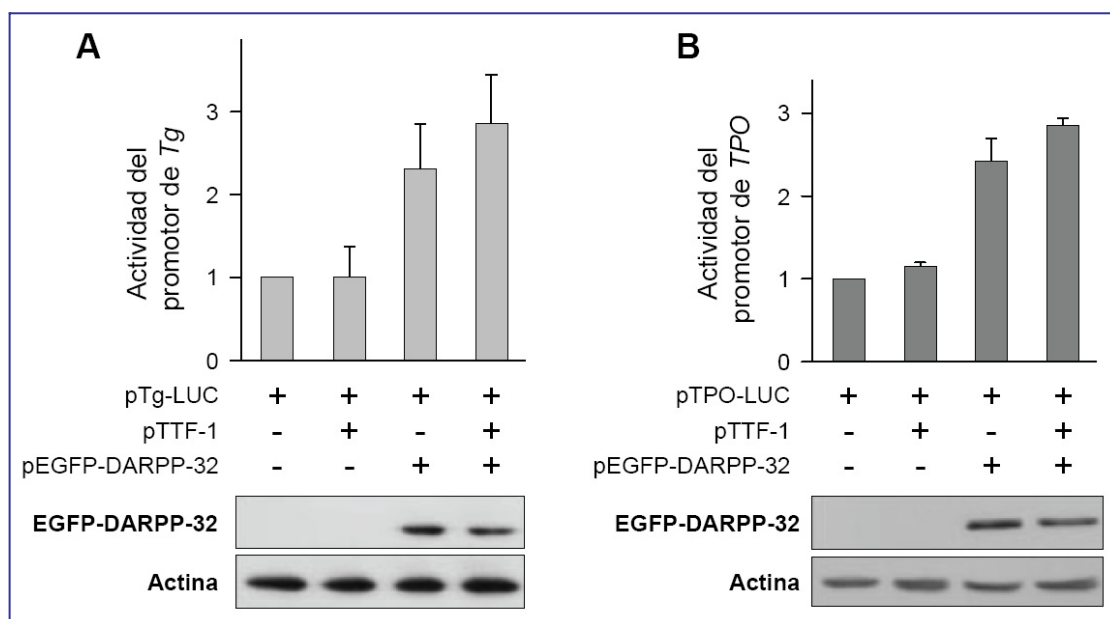 A
Actividad del
promotor de Tg
3
2
1
0
pTg-LUC + + + +
pTTF-1 - + - +
pEGFP-DARPP-32 - - + +
EGFP-DARPP-32
Actina
B
Actividad del
promotor de TPO
3
2
1
0
pTPO-LUC + + + +
pTTF-1 - + - +
pEGFP-DARPP-32 - - + +
EGFP-DARPP-32
Actina